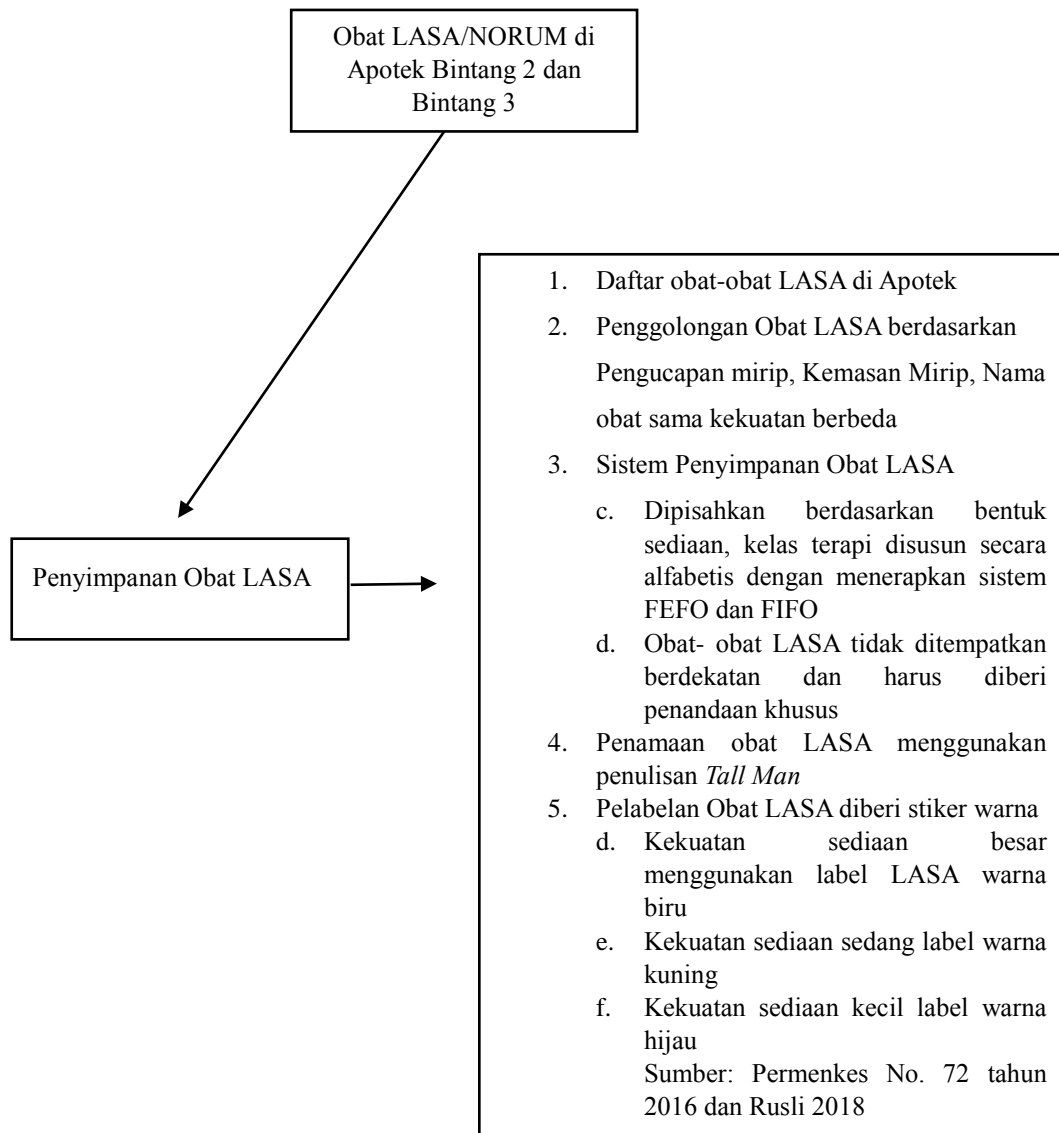 Obat LASA/NORUM di
Apotek Bintang 2 dan
Bintang 3
Penyimpanan Obat LASA
1. Daftar obat-obat LASA di Apotek
2. Penggolongan Obat LASA berdasarkan
Pengucapan mirip, Kemasan Mirip, Nama
obat sama kekuatan berbeda
3. Sistem Penyimpanan Obat LASA
c. Dipisahkan berdasarkan bentuk
sediaan, kelas terapi disusun secara
alfabetis dengan menerapkan sistem
FEFO dan FIFO
d. Obat- obat LASA tidak ditempatkan
berdekatan dan harus diberi
penandaan khusus
4. Penamaan obat LASA menggunakan
penulisan Tall Man
5. Pelabelan Obat LASA diberi stiker warna
d. Kekuatan sediaan besar
menggunakan label LASA warna
biru
e. Kekuatan sediaan sedang label warna
kuning
f. Kekuatan sediaan kecil label warna
hijau
Sumber: Permenkes No. 72 tahun
2016 dan Rusli 2018